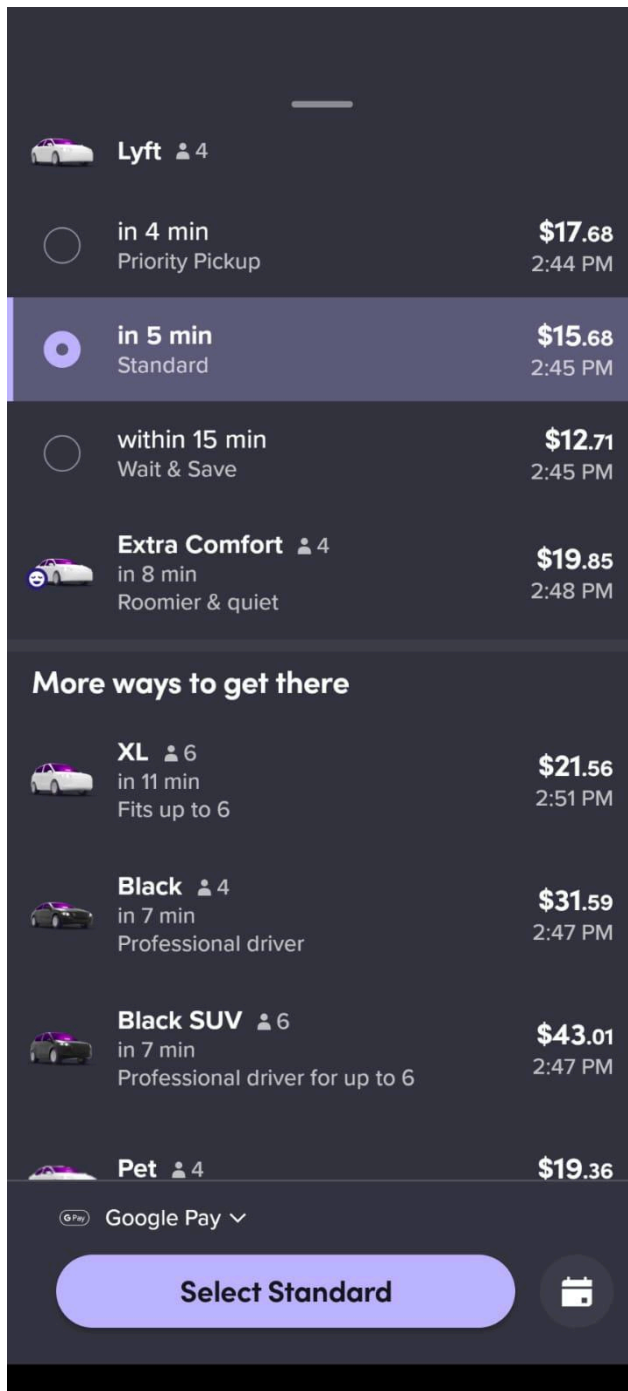 Lyft 4
in 4 min $17.68
Priority Pickup 2:44 PM
in 5 min $15.68
Standard 2:45 PM
within 15 min $12.71
Wait & Save 2:45 PM
Extra Comfort 4
in 8 min $19.85
Roomier & quiet 2:48 PM
More ways to get there
XL 6
in 11 min $21.56
Fits up to 6 2:51 PM
Black 4
in 7 min $31.59
Professional driver 2:47 PM
Black SUV 6
in 7 min $43.01
Professional driver for up to 6 2:47 PM
Pet 4 $19.36
G Pay Google Pay
Select Standard